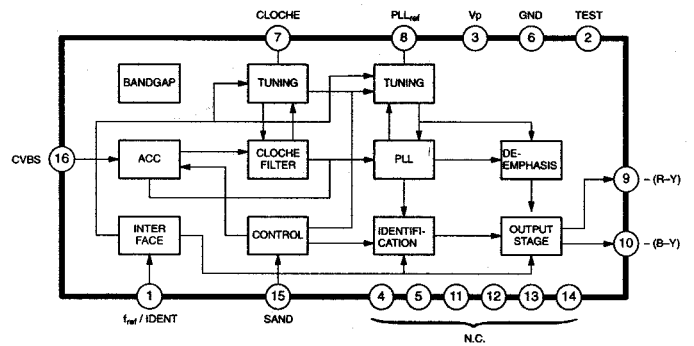 CLOCHE PLLref Vp GND TEST
7 8 3 6 2
BANDGAP TUNING TUNING
CVBS 16 ACC CLOCHE FILTER PLL DE-EMPHASIS
9 –(R–Y)
INTER FACE CONTROL IDENTIFI-CATION OUTPUT STAGE
10 –(B–Y)
1 15 4 5 11 12 13 14
fref / IDENT SAND
N.C.